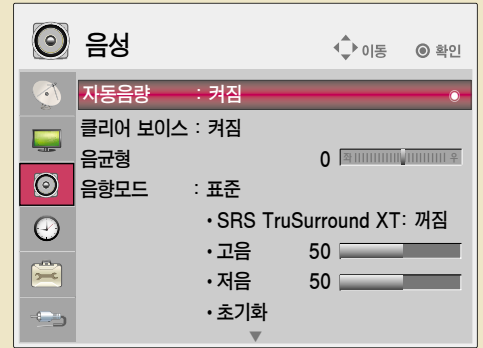 음성 이동 확인
자동음량 : 켜짐
클리어 보이스 : 켜짐
음균형 0 좌 우
음향모드 : 표준
• SRS TruSurround XT: 꺼짐
• 고음 50
• 저음 50
• 초기화